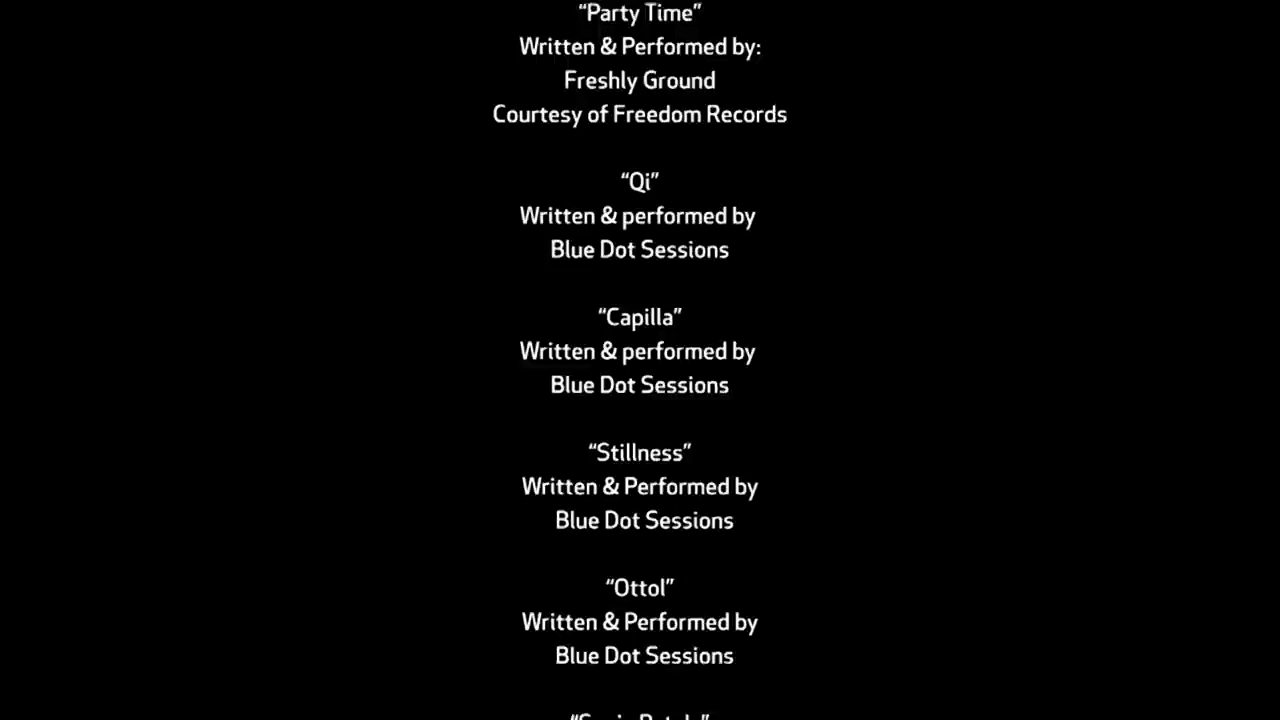 “Party Time”
Written & Performed by:
Freshly Ground
Courtesy of Freedom Records
“Qi”
Written & performed by
Blue Dot Sessions
“Capilla”
Written & performed by
Blue Dot Sessions
“Stillness”
Written & Performed by
Blue Dot Sessions
“Ottol”
Written & Performed by
Blue Dot Sessions